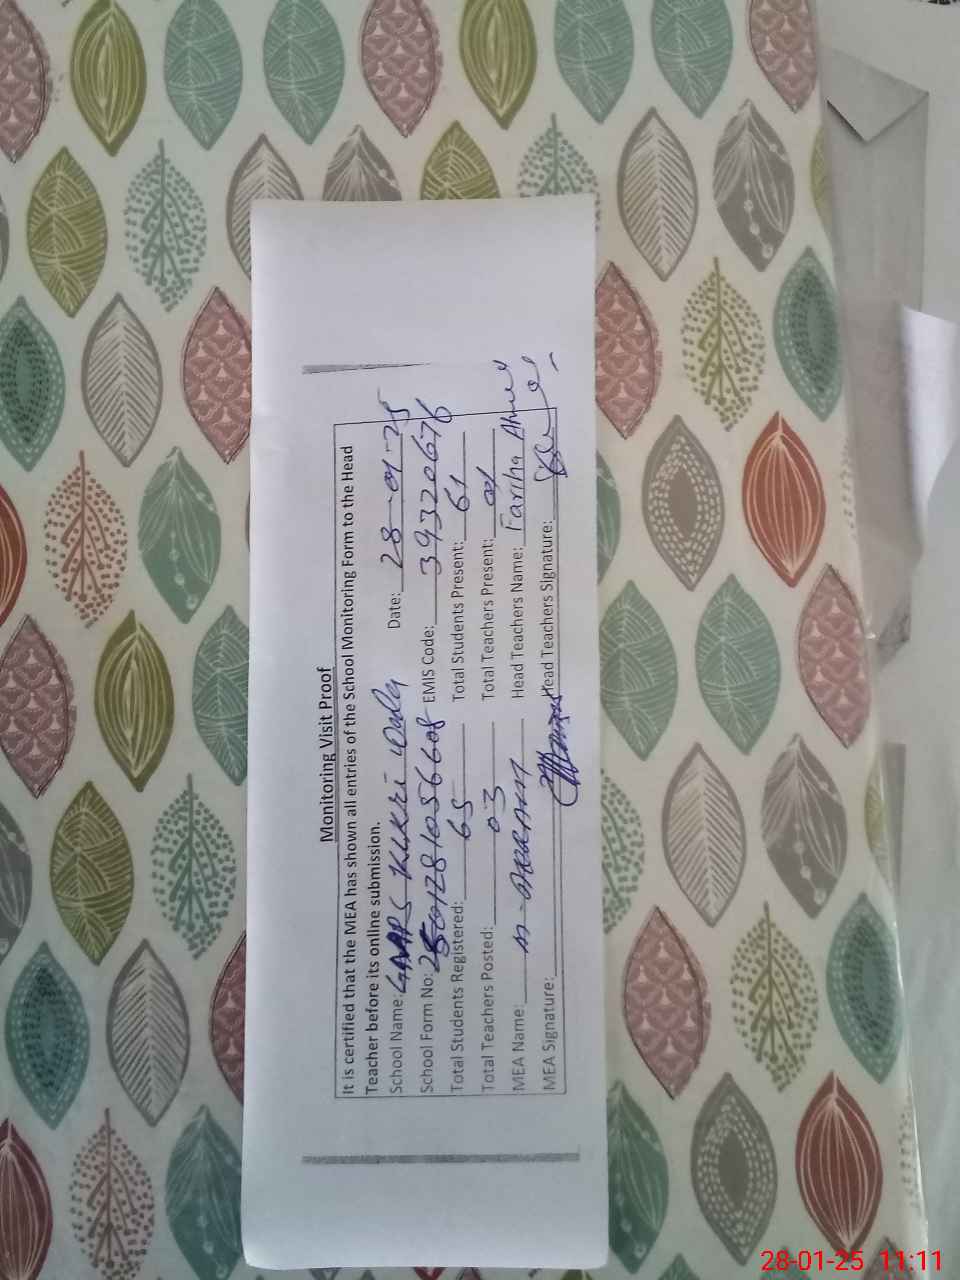 Monitoring Visit Proof
It is certified that the MEA has shown all entries of the School Monitoring Form to the Head
Teacher before its online submission.
School Name: Kukri Wala Date: 28-01-25
School Form No: EMIS Code: 39320676
Total Students Registered: 65 Total Students Present: 61
Total Teachers Posted: 03 Total Teachers Present: 01
MEA Name: M-AKRAM Head Teachers Name: Fariha
MEA Signature: Head Teachers Signature:
28-01-25 11:11